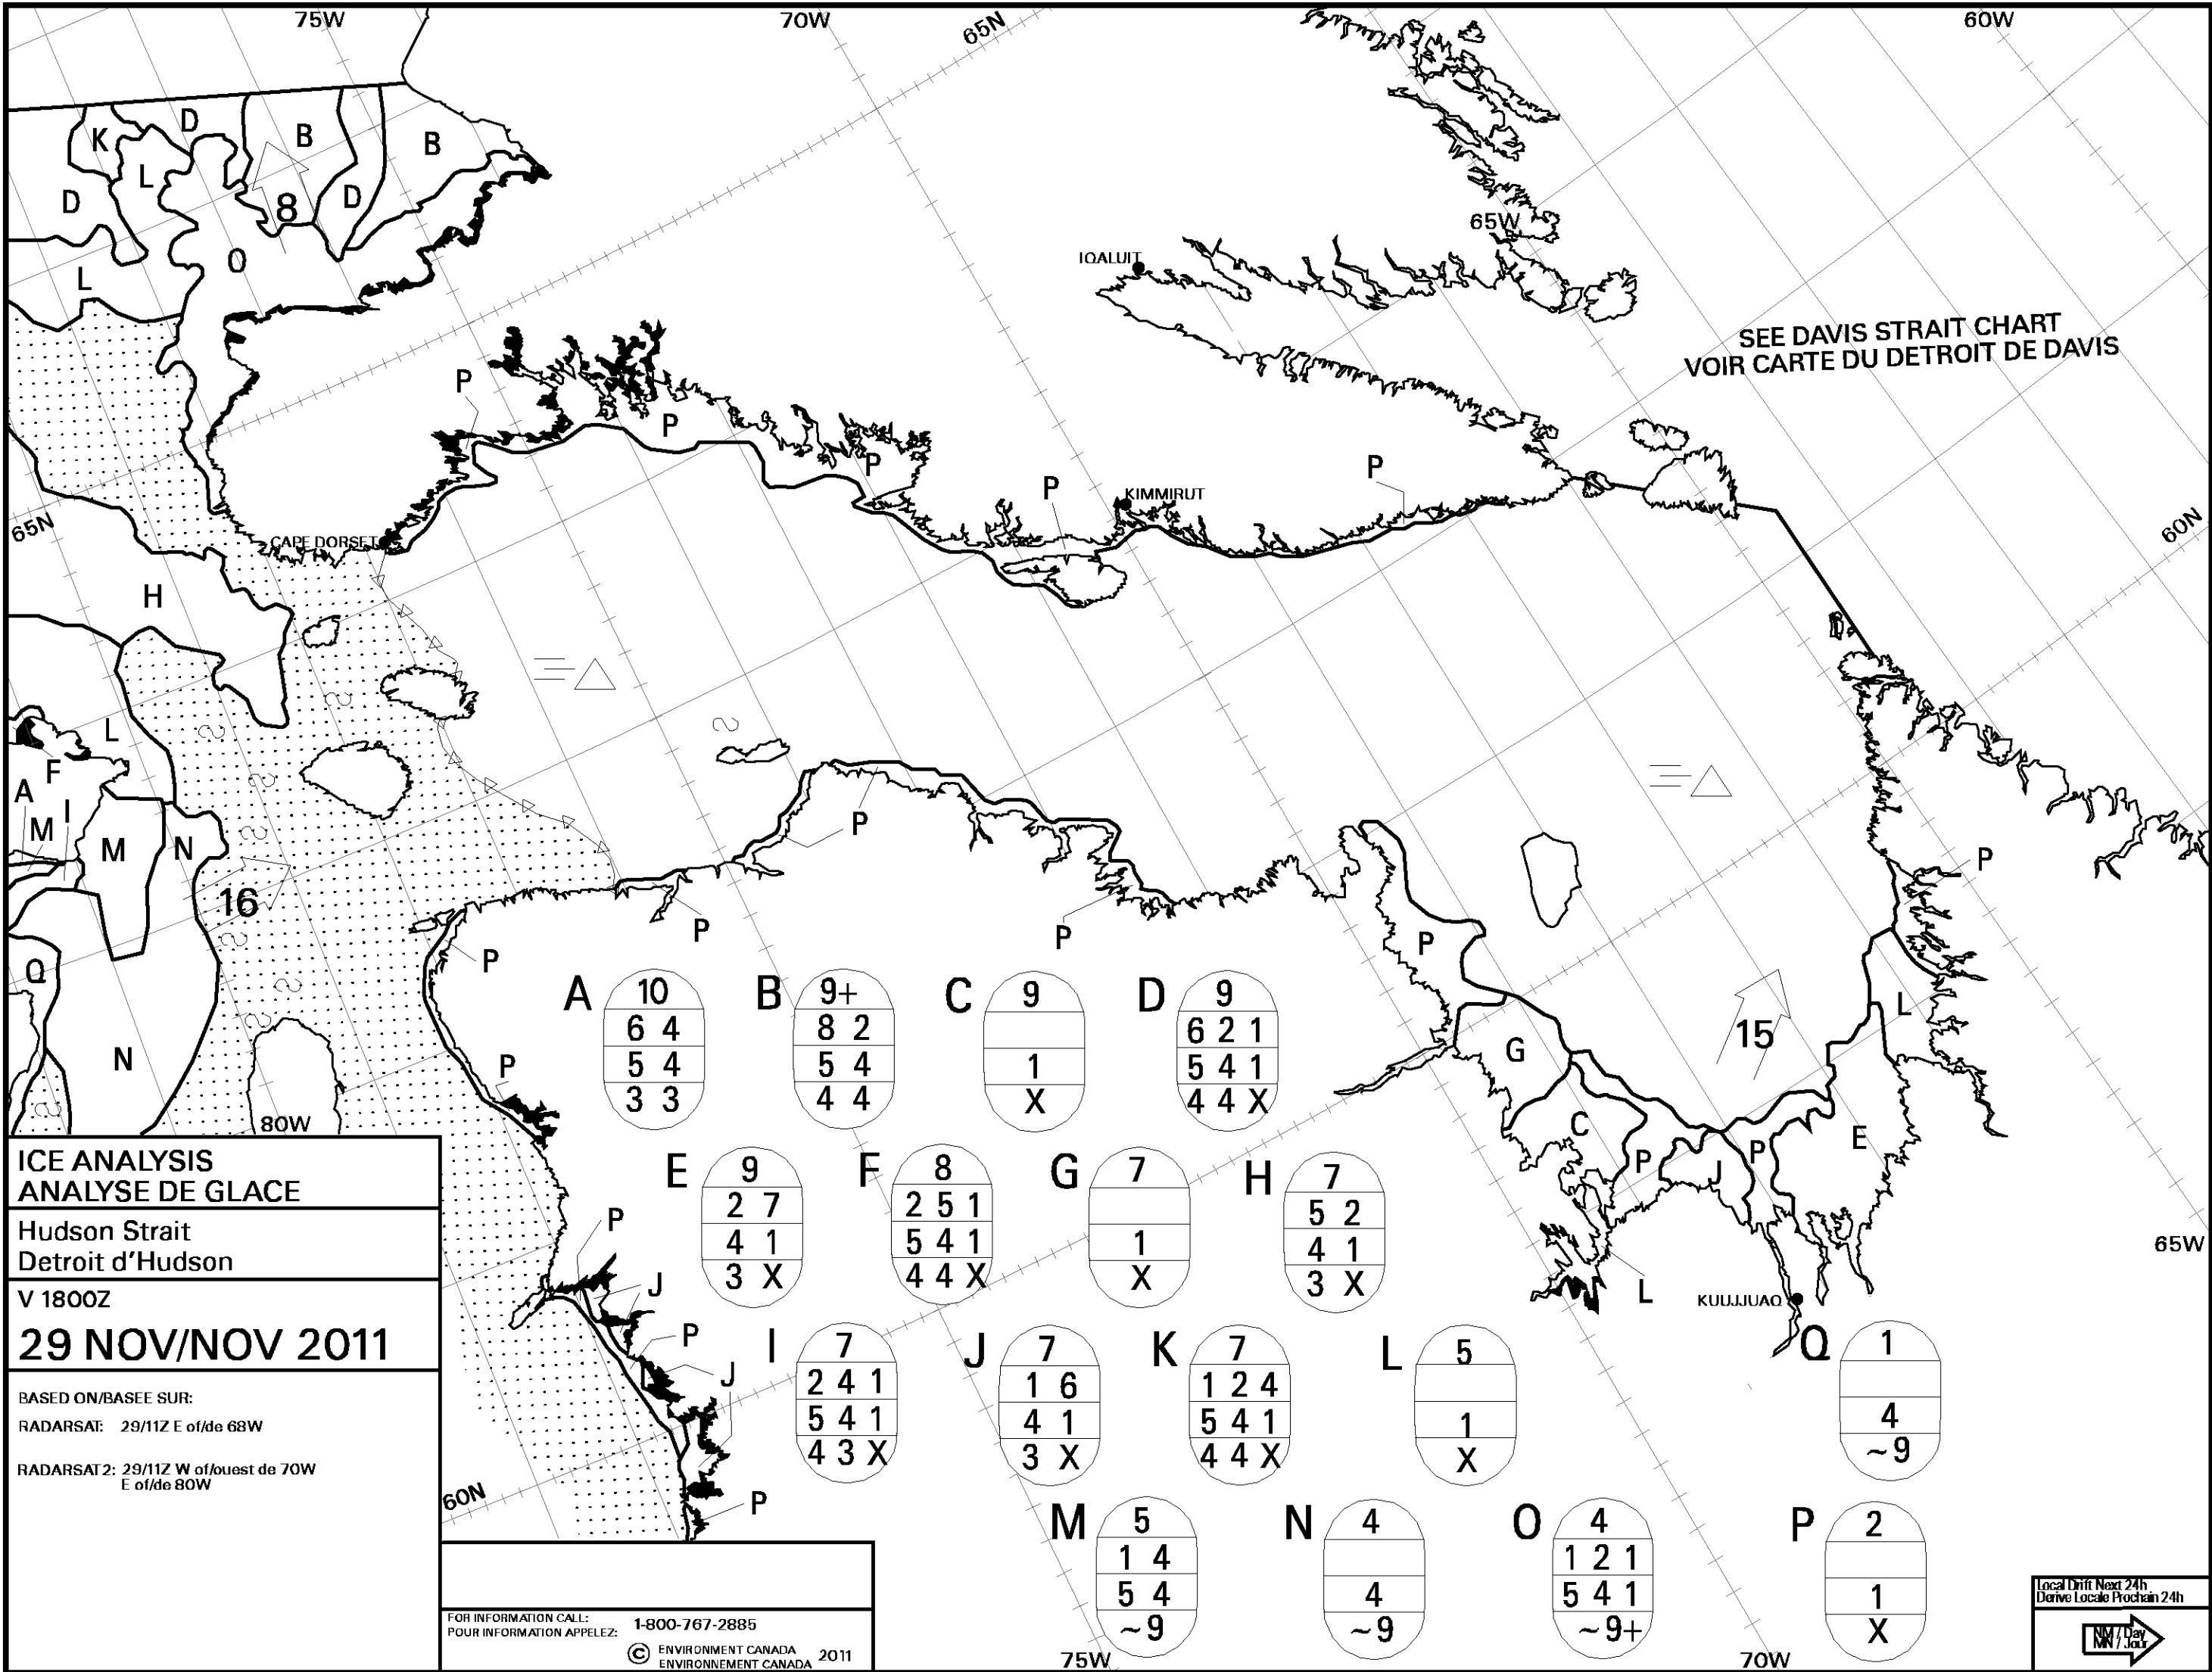 75W
70W
65N
60W
K
D
B
B
L
D
8
D
O
L
65W
IQALUIT
SEE DAVIS STRAIT CHART
VOIR CARTE DU DETROIT DE DAVIS
P
P
P
P
P
KIMMIRUT
65N
CAPE DORSET
60N
H
L
F
A
I
M
M
N
P
P
16
P
P
P
P
Q
15
L
G
N
P
80W
C
E
P
P
J
P
J
L
KUUJJUAQ
65W
P
J
P
60N
A
10
6 4
5 4
3 3
B
9+
8 2
5 4
4 4
C
9
1
X
D
9
6 2 1
5 4 1
4 4 X
E
9
2 7
4 1
3 X
F
8
2 5 1
5 4 1
4 4 X
G
7
1
X
H
7
5 2
4 1
3 X
I
7
2 4 1
5 4 1
4 3 X
J
7
1 6
4 1
3 X
K
7
1 2 4
5 4 1
4 4 X
L
5
1
X
Q
1
4
~9
M
5
1 4
5 4
~9
N
4
4
~9
O
4
1 2 1
5 4 1
~9+
P
2
1
X
75W
70W
ICE ANALYSIS
ANALYSE DE GLACE
Hudson Strait
Detroit d'Hudson
V 1800Z
29 NOV/NOV 2011
BASED ON/BASEE SUR:
RADARSAT: 29/11Z E of/de 68W
RADARSAT2: 29/11Z W of/ouest de 70W
E of/de 80W
FOR INFORMATION CALL: 1-800-767-2885
POUR INFORMATION APPELEZ:
© ENVIRONMENT CANADA 2011
ENVIRONNEMENT CANADA
Local Drift Next 24h
Derive Locale Prochain 24h
NM / Day
MN / Jour